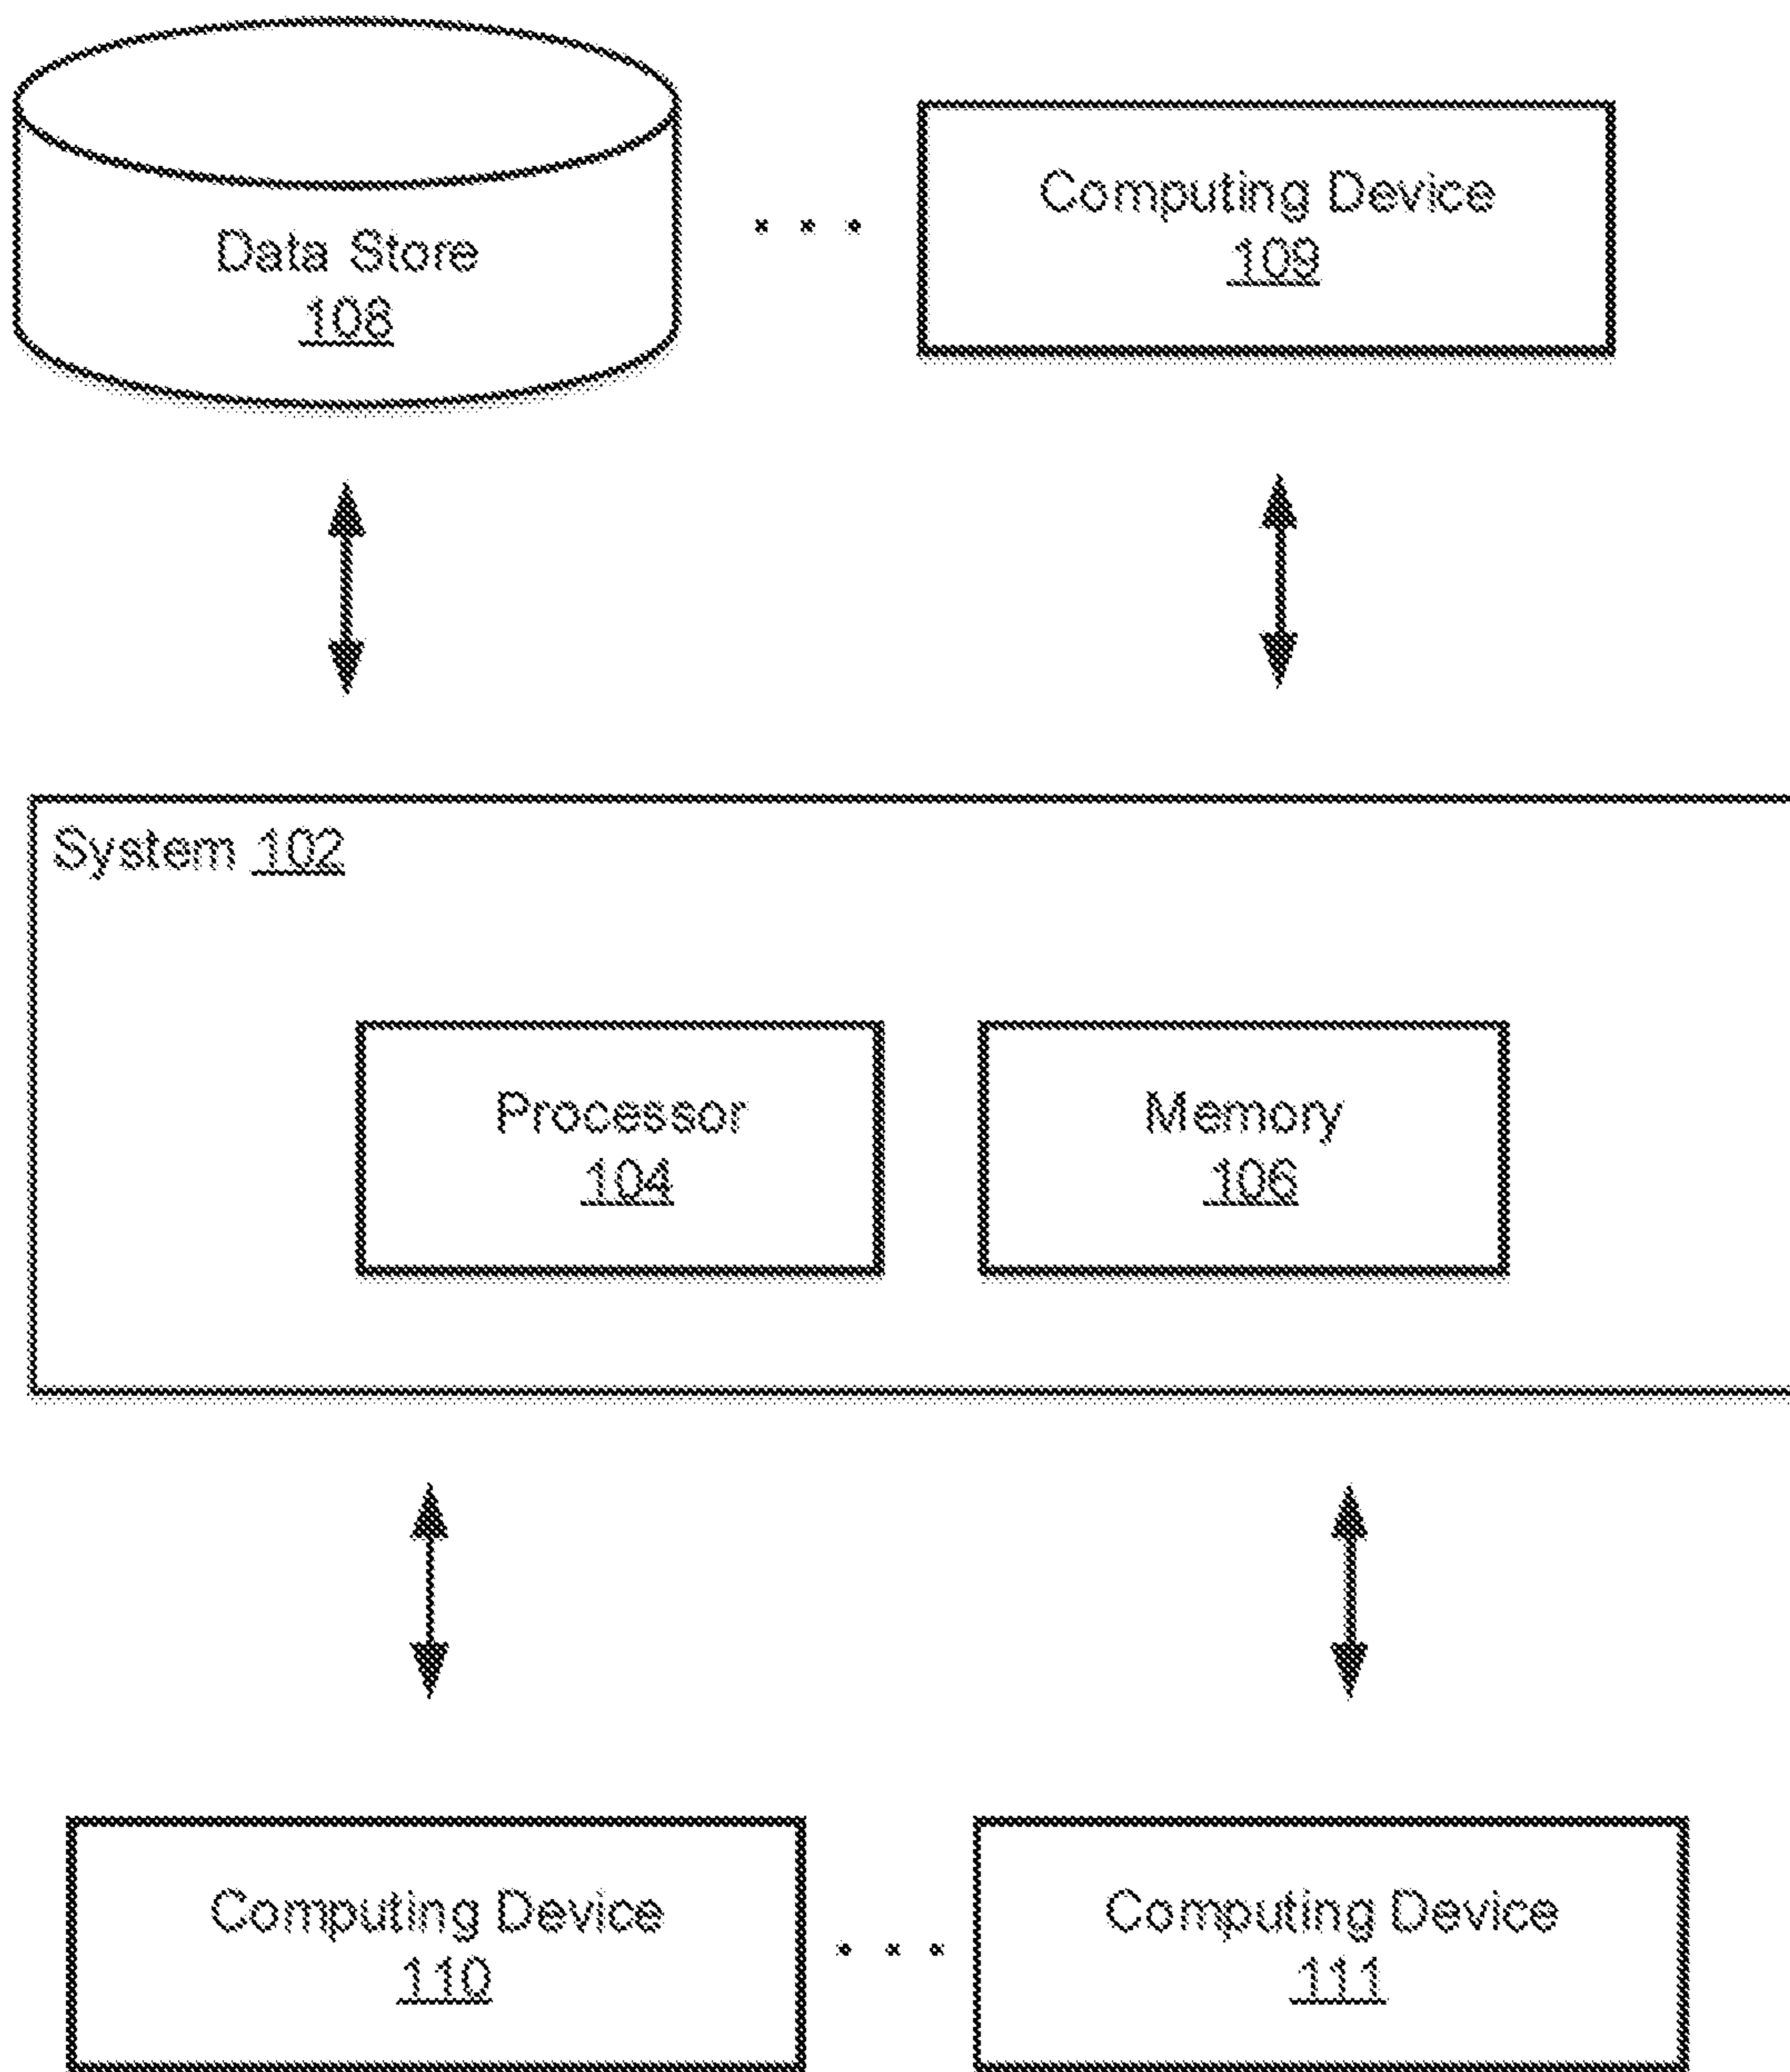 Data Store
108
Computing Device
109
System 102
Processor
104
Memory
106
Computing Device
110
Computing Device
111